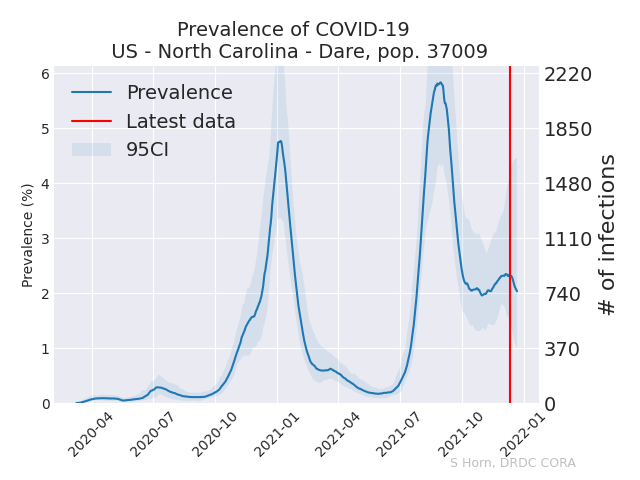 Prevalence of COVID-19
US - North Carolina - Dare, pop. 37009
Prevalence
Latest data
95CI
Prevalence (%)
6
5
4
3
2
1
0
2220
1850
1480
1110
740
370
0
# of infections
2020-04
2020-07
2020-10
2021-01
2021-04
2021-07
2021-10
2022-01
S Horn, DRDC CORA